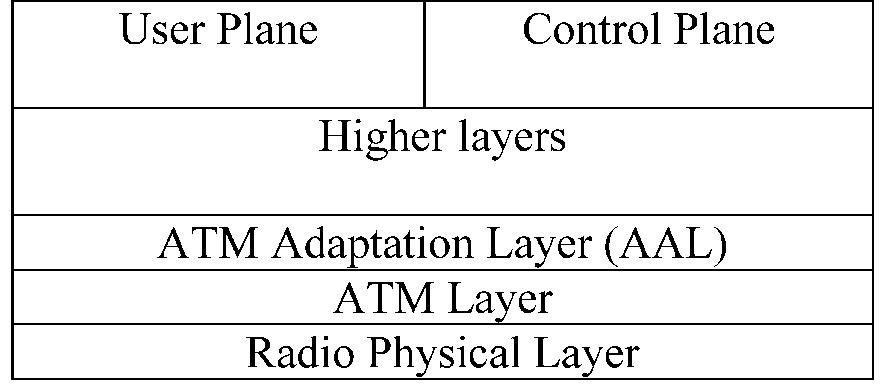 User Plane
Control Plane
Higher layers
ATM Adaptation Layer (AAL)
ATM Layer
Radio Physical Layer